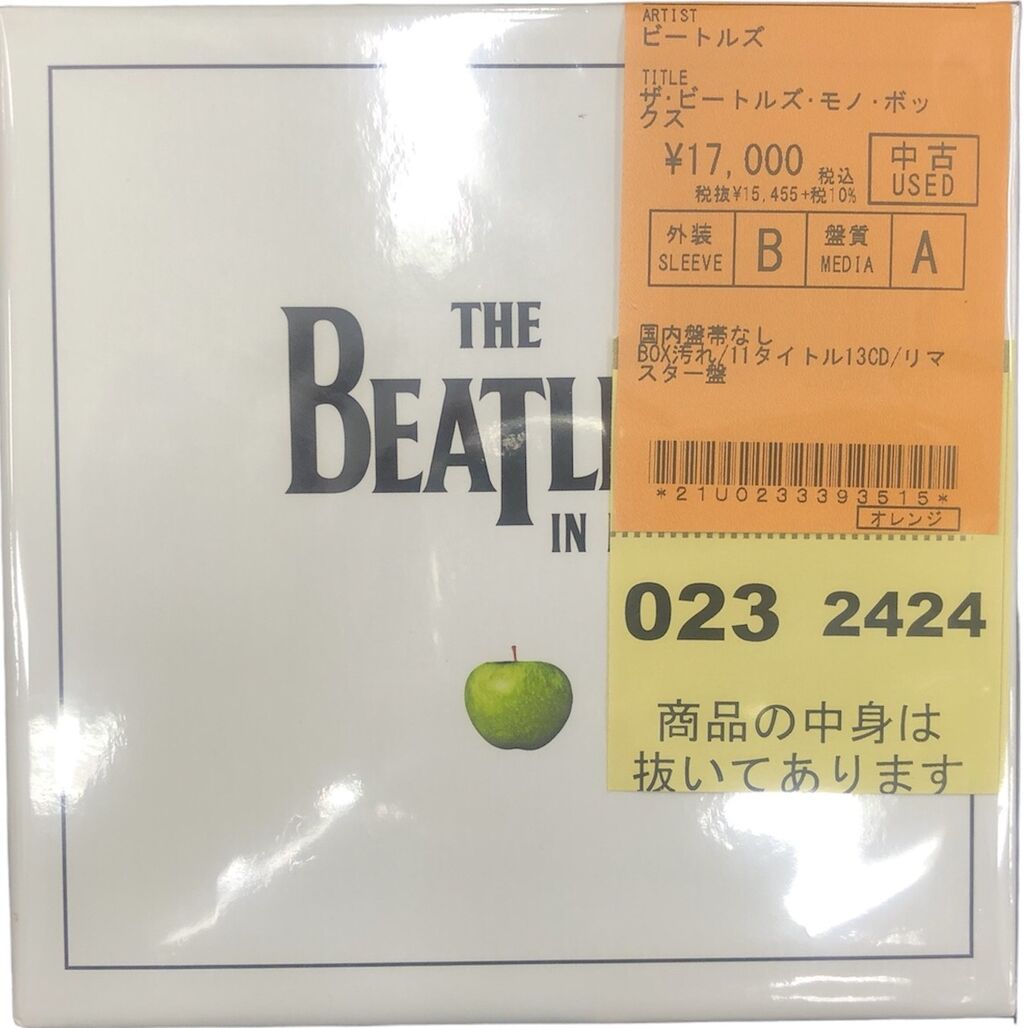 ARTIST
ビートルズ
TITLE
ザ・ビートルズ・モノ・ボッ
クス
¥17,000 税込
税抜¥15,455+税10%
中古
USED
外装
SLEEVE
B
盤質
MEDIA
A
国内盤帯なし
BOX汚れ/11タイトル13CD/リマ
スター盤
*21U0233393515*
オレンジ
023 2424
商品の中身は
抜いてあります
THE
BEATL
IN